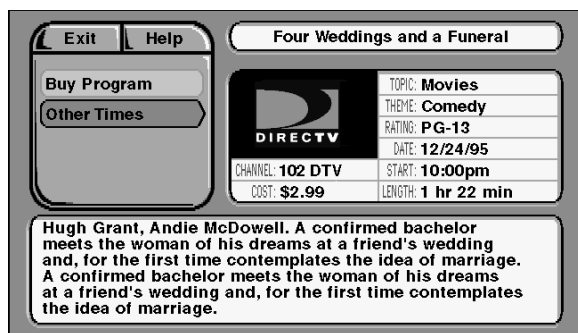 Exit Help
Four Weddings and a Funeral
Buy Program
Other Times
DIRECTV
CHANNEL: 102 DTV
COST: $2.99
TOPIC: Movies
THEME: Comedy
RATING: PG-13
DATE: 12/24/95
START: 10:00pm
LENGTH: 1 hr 22 min
Hugh Grant, Andie McDowell. A confirmed bachelor
meets the woman of his dreams at a friend's wedding
and, for the first time contemplates the idea of marriage.
A confirmed bachelor meets the woman of his dreams
at a friend's wedding and, for the first time contemplates
the idea of marriage.